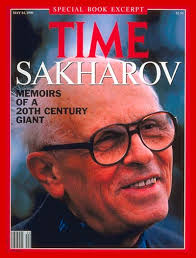 SPECIAL BOOK EXCERPT
TIME
SAKHAROV
MEMOIRS
OF A
20TH CENTURY
GIANT